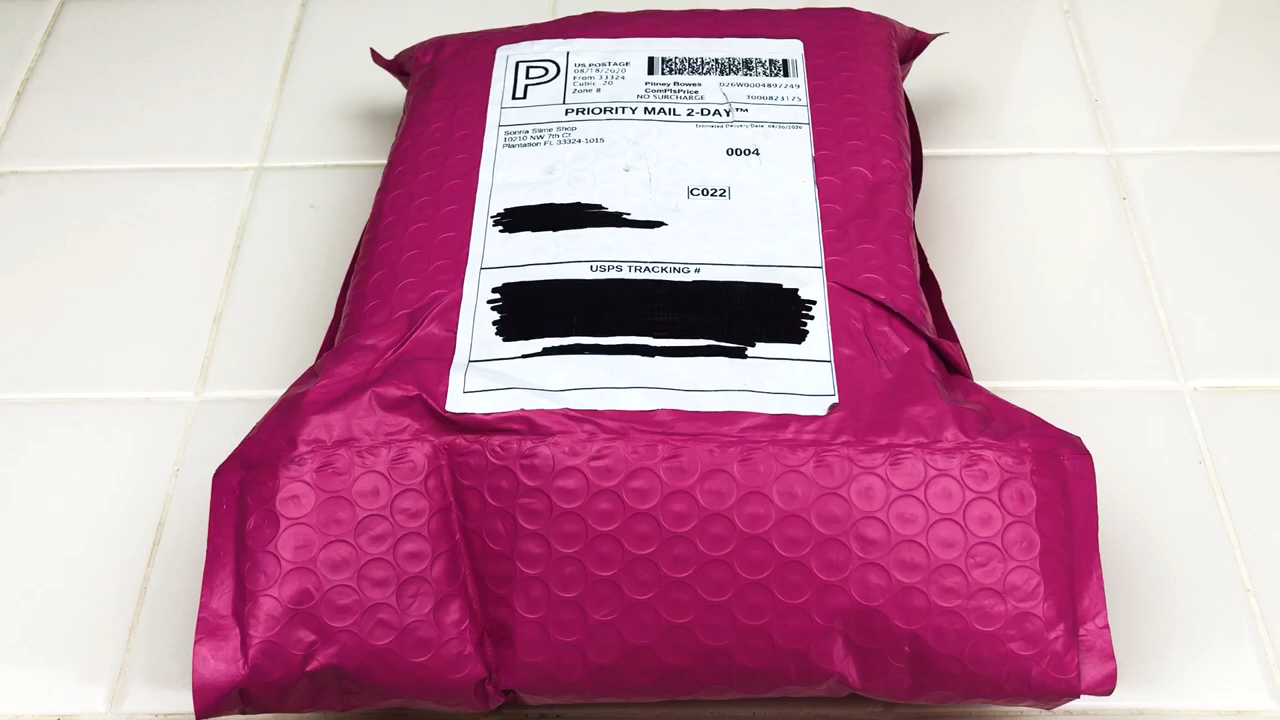 P
US POSTAGE
08/18/2020
From 33324
Cubic .20
Zone 8
Pitney Bowes
ComPlsPrice
NO SURCHARGE
026W0004897249
3000823175
PRIORITY MAIL 2-DAY™
Estimated Delivery Date: 08/20/2020
Sonria Slime Shop
10210 NW 7th Ct
Plantation FL 33324-1015
0004
C022
USPS TRACKING #